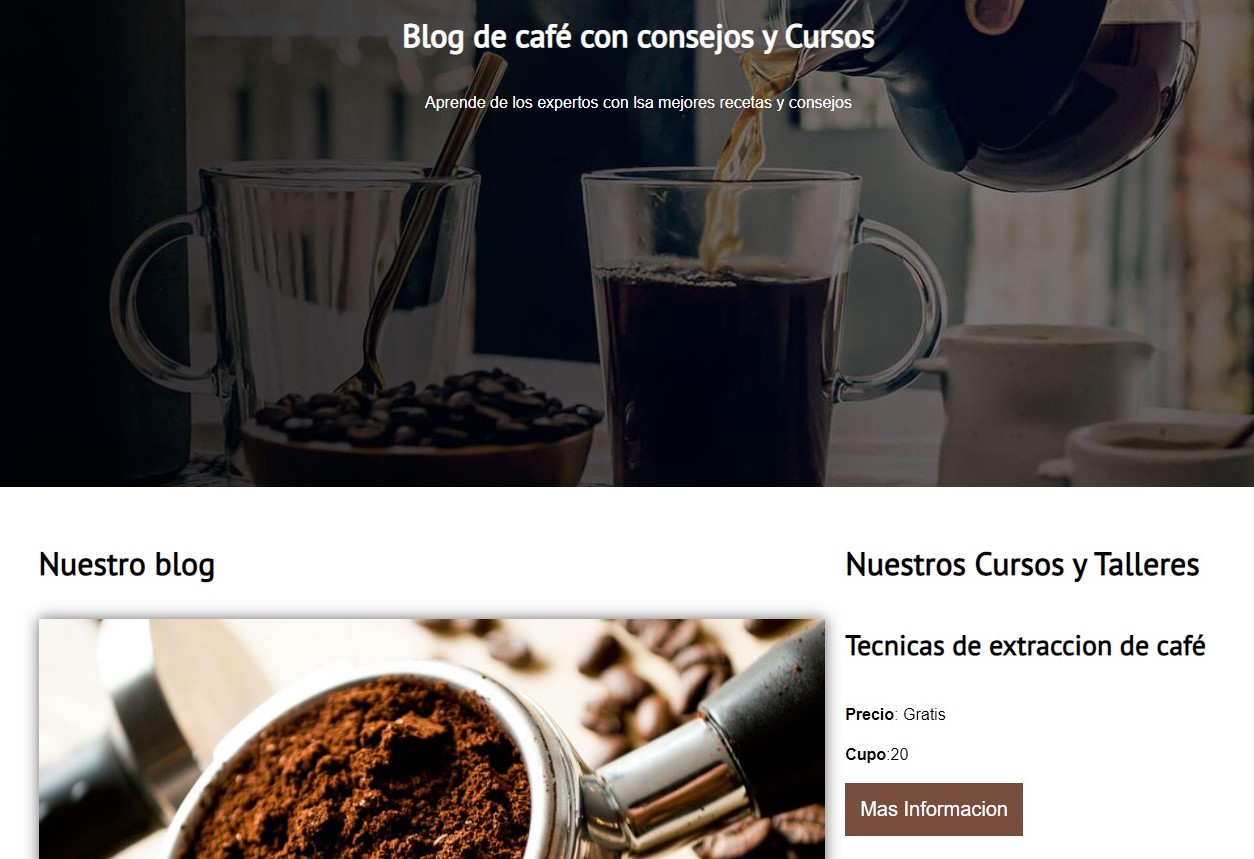 Blog de café con consejos y Cursos
Aprende de los expertos con lsa mejores recetas y consejos
Nuestro blog
Nuestros Cursos y Talleres
Tecnicas de extraccion de café
Precio: Gratis
Cupo:20
Mas Informacion